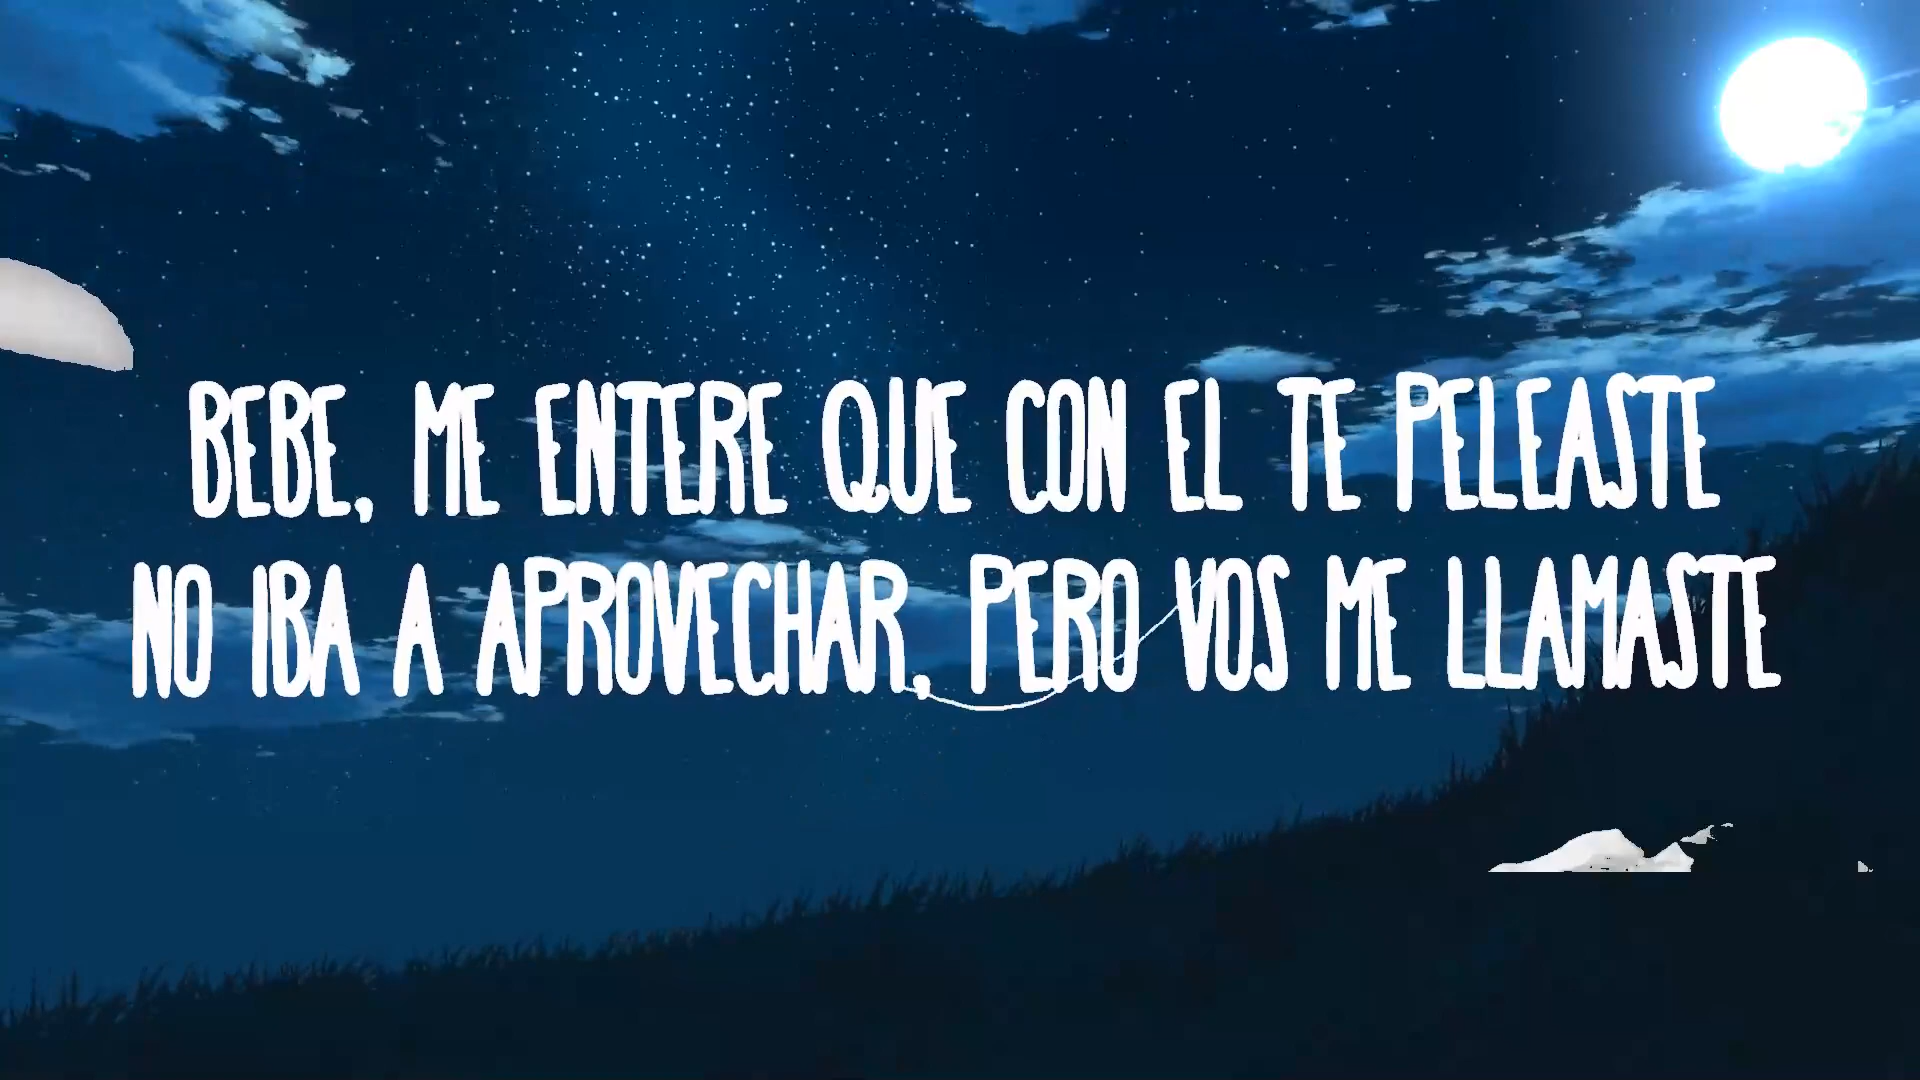 BEBE, ME ENTERE QUE CON EL TE PELEASTE
NO IBA A APROVECHAR, PERO VOS ME LLAMASTE